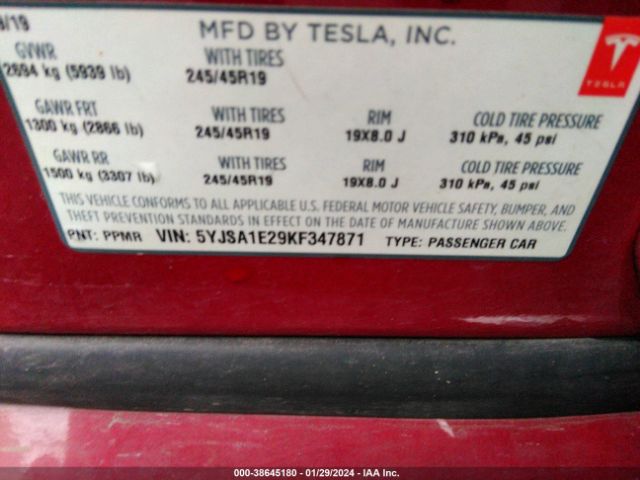 /19
MFD BY TESLA, INC.
GVWR WITH TIRES
2694 kg (5939 lb) 245/45R19
TESLA
GAWR FRT WITH TIRES RIM COLD TIRE PRESSURE
1300 kg (2866 lb) 245/45R19 19X8.0 J 310 kPa, 45 psi
GAWR RR WITH TIRES RIM COLD TIRE PRESSURE
1500 kg (3307 lb) 245/45R19 19X8.0 J 310 kPa, 45 psi
THIS VEHICLE CONFORMS TO ALL APPLICABLE U.S. FEDERAL MOTOR VEHICLE SAFETY, BUMPER, AND
THEFT PREVENTION STANDARDS IN EFFECT ON THE DATE OF MANUFACTURE SHOWN ABOVE.
PNT: PPMR VIN: 5YJSA1E29KF347871 TYPE: PASSENGER CAR
000-38645180 - 01/29/2024 - IAA Inc.